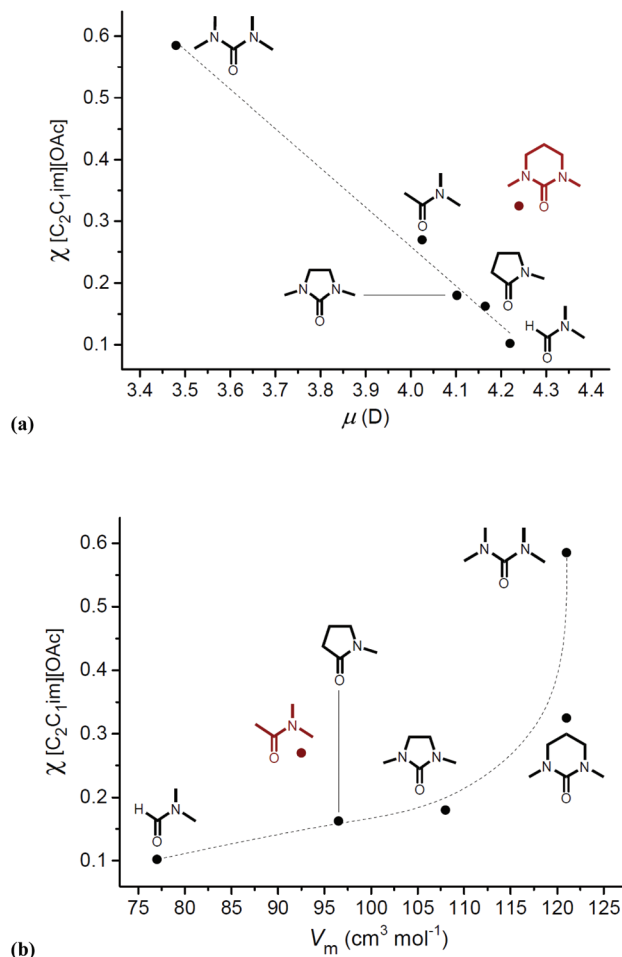 0.6
0.5
0.4
0.3
0.2
0.1
χ [C₂C₁im][OAc]
N N
O
N
O
N N
O
N N
O
N
O
H N
O
3.4 3.5 3.6 3.7 3.8 3.9 4.0 4.1 4.2 4.3 4.4
μ (D)
(a)
0.6
0.5
0.4
0.3
0.2
0.1
χ [C₂C₁im][OAc]
N N
O
N
O
N
O
N N
O
N N
O
H N
O
75 80 85 90 95 100 105 110 115 120 125
Vₘ (cm³ mol⁻¹)
(b)